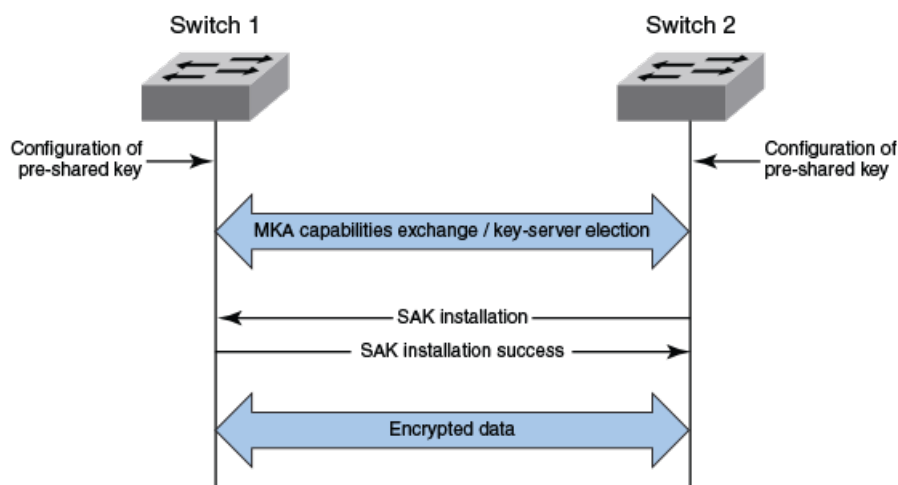 Switch 1
Switch 2
Configuration of
pre-shared key
Configuration of
pre-shared key
MKA capabilities exchange / key-server election
SAK installation
SAK installation success
Encrypted data